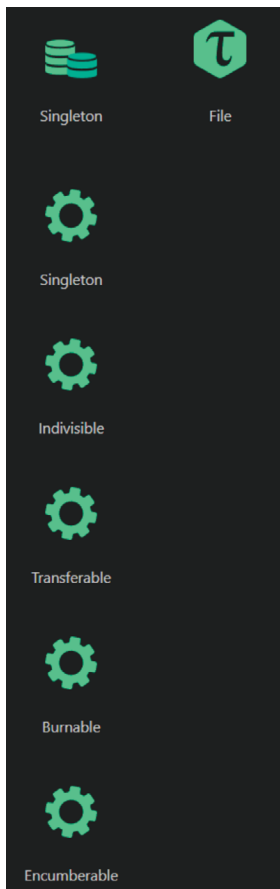 Singleton
File
Singleton
Indivisible
Transferable
Burnable
Encumberable